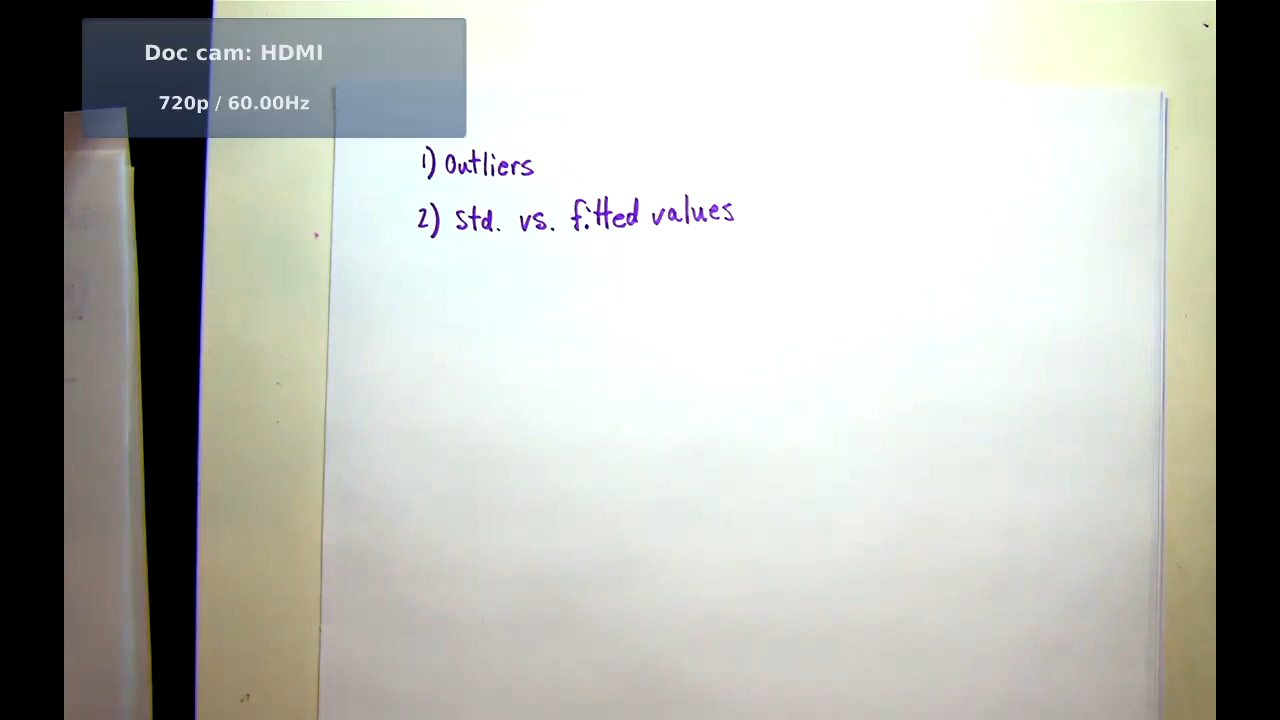 Doc cam: HDMI
720p / 60.00Hz
1) Outliers
2) Std. vs. fitted values